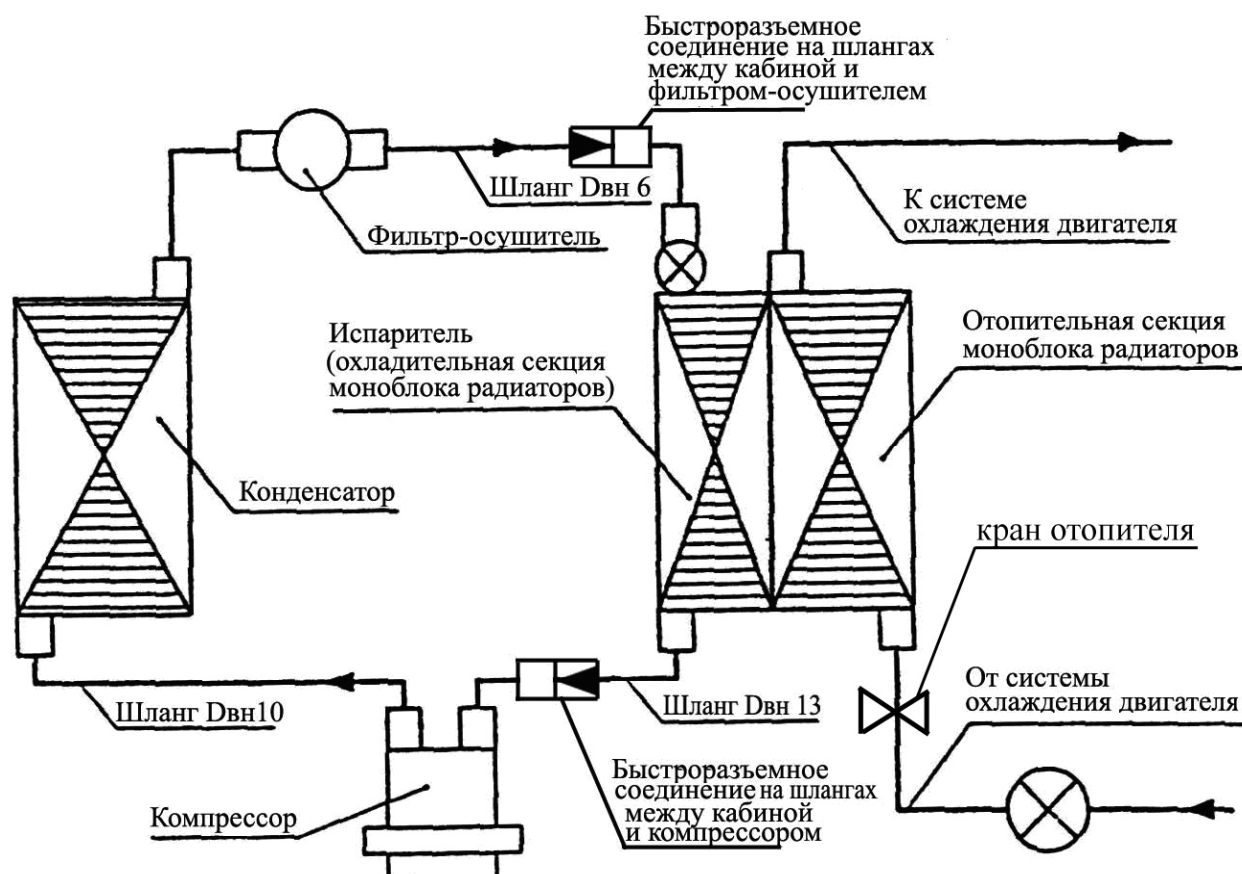 Быстроразъемное
соединение на шлангах
между кабиной и
фильтром-осушителем
Шланг Dвн 6
Фильтр-осушитель
К системе
охлаждения двигателя
Испаритель
(охладительная секция
моноблока радиаторов)
Отопительная секция
моноблока радиаторов
Конденсатор
кран отопителя
Шланг Dвн10
Шланг Dвн 13
От системы
охлаждения двигателя
Компрессор
Быстроразъемное
соединение на шлангах
между кабиной
и компрессором